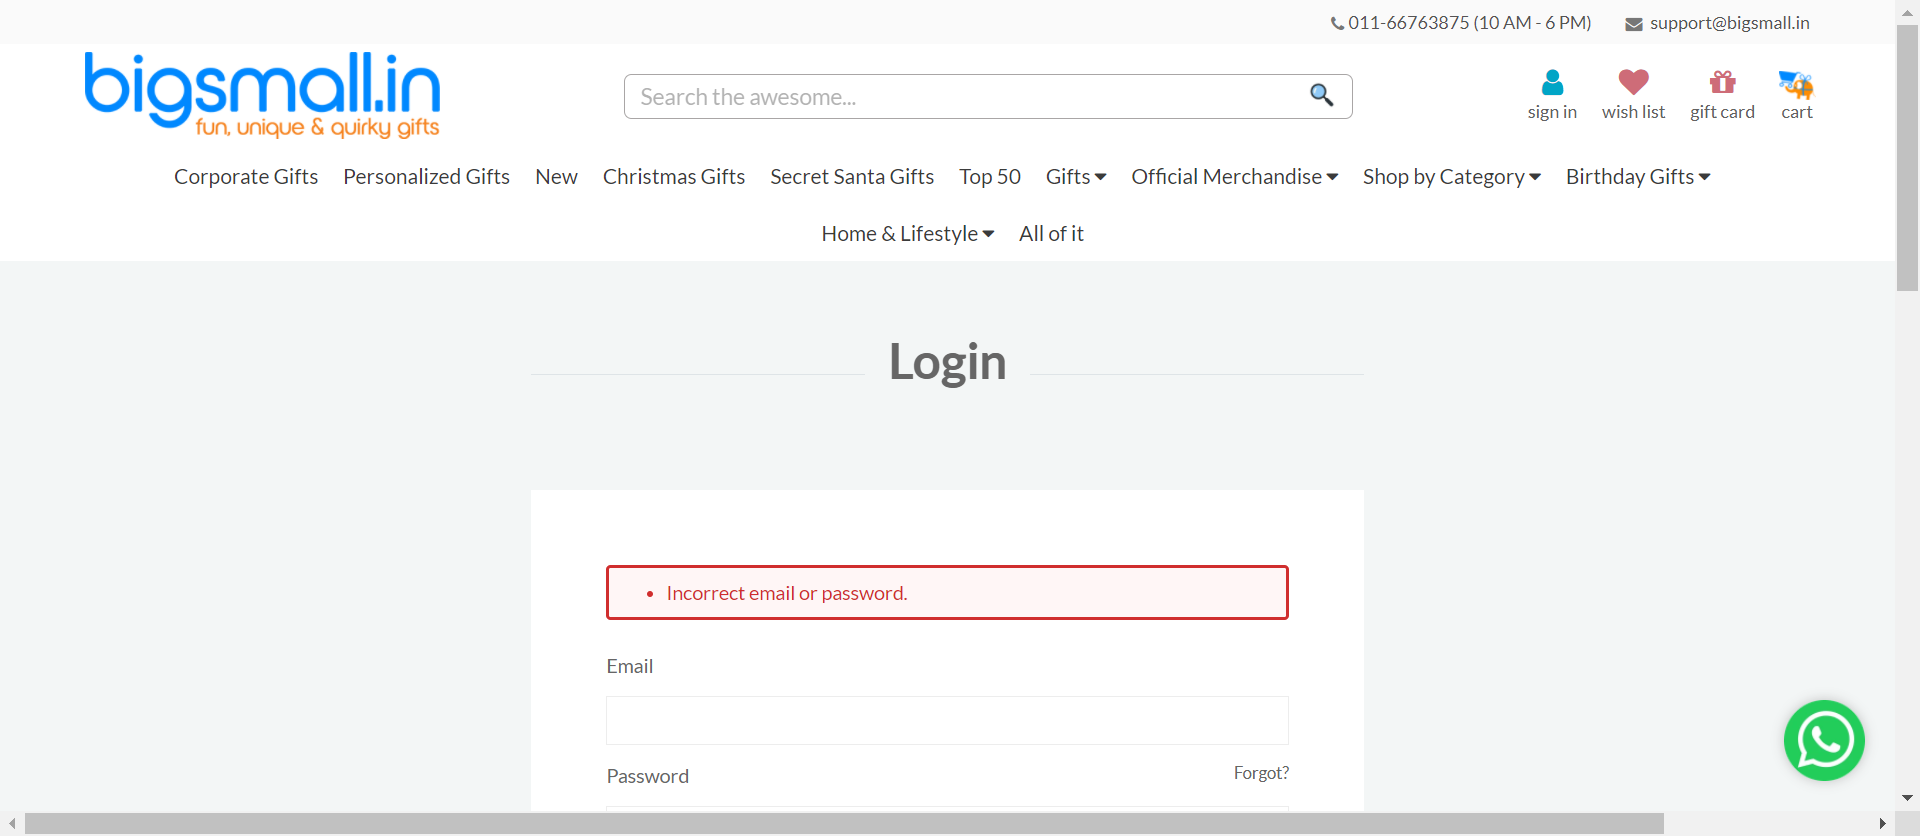 011-66763875 (10 AM - 6 PM) support@bigsmall.in
bigsmall.in
fun, unique & quirky gifts
Search the awesome...
sign in wish list gift card cart
Corporate Gifts Personalized Gifts New Christmas Gifts Secret Santa Gifts Top 50 Gifts Official Merchandise Shop by Category Birthday Gifts
Home & Lifestyle All of it
Login
• Incorrect email or password.
Email
Password Forgot?